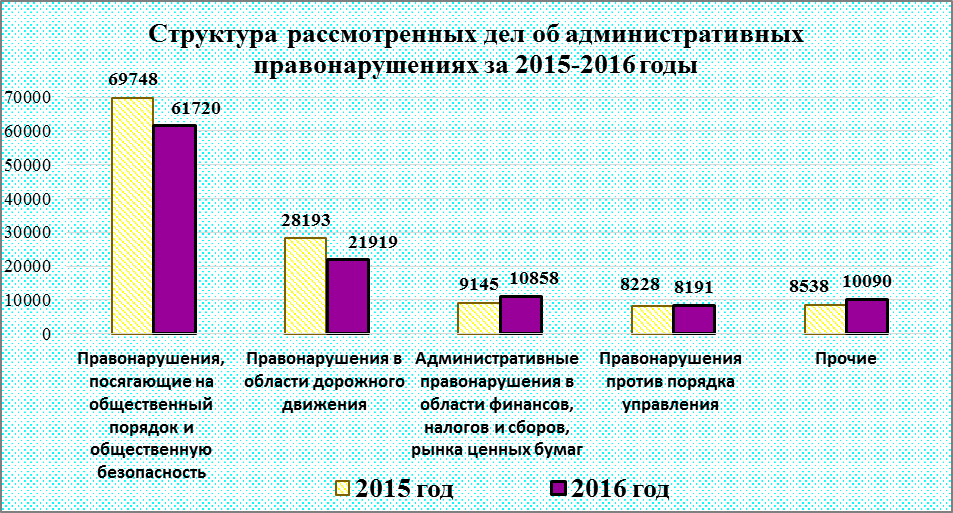 Структура рассмотренных дел об административных
правонарушениях за 2015-2016 годы
70000
60000
50000
40000
30000
20000
10000
0
69748
61720
28193
21919
9145
10858
8228
8191
8538
10090
Правонарушения,
посягающие на
общественный
порядок и
общественную
безопасность
Правонарушения в
области дорожного
движения
Административные
правонарушения в
области финансов,
налогов и сборов,
рынка ценных бумаг
Правонарушения
против порядка
управления
Прочие
2015 год
2016 год